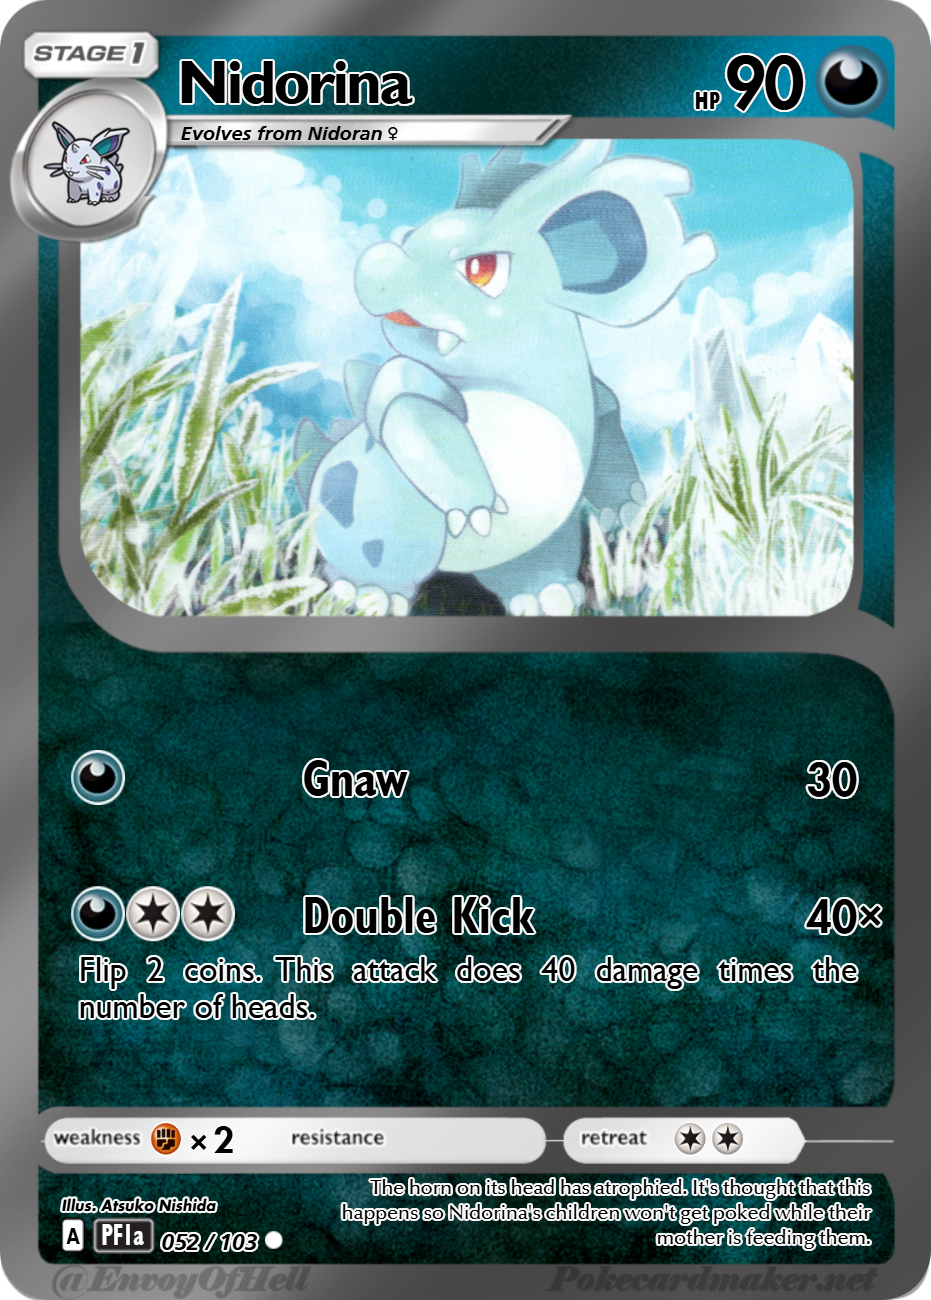 STAGE 1
Nidorina
HP 90
Evolves from Nidoran ♀
Gnaw 30
Double Kick 40×
Flip 2 coins. This attack does 40 damage times the
number of heads.
weakness × 2 resistance retreat
Illus. Atsuko Nishida
A PF1a 052 / 103
The horn on its head has atrophied. It's thought that this
happens so Nidorina's children won't get poked while their
mother is feeding them.
@EnvoyOfHell Pokecardmaker.net